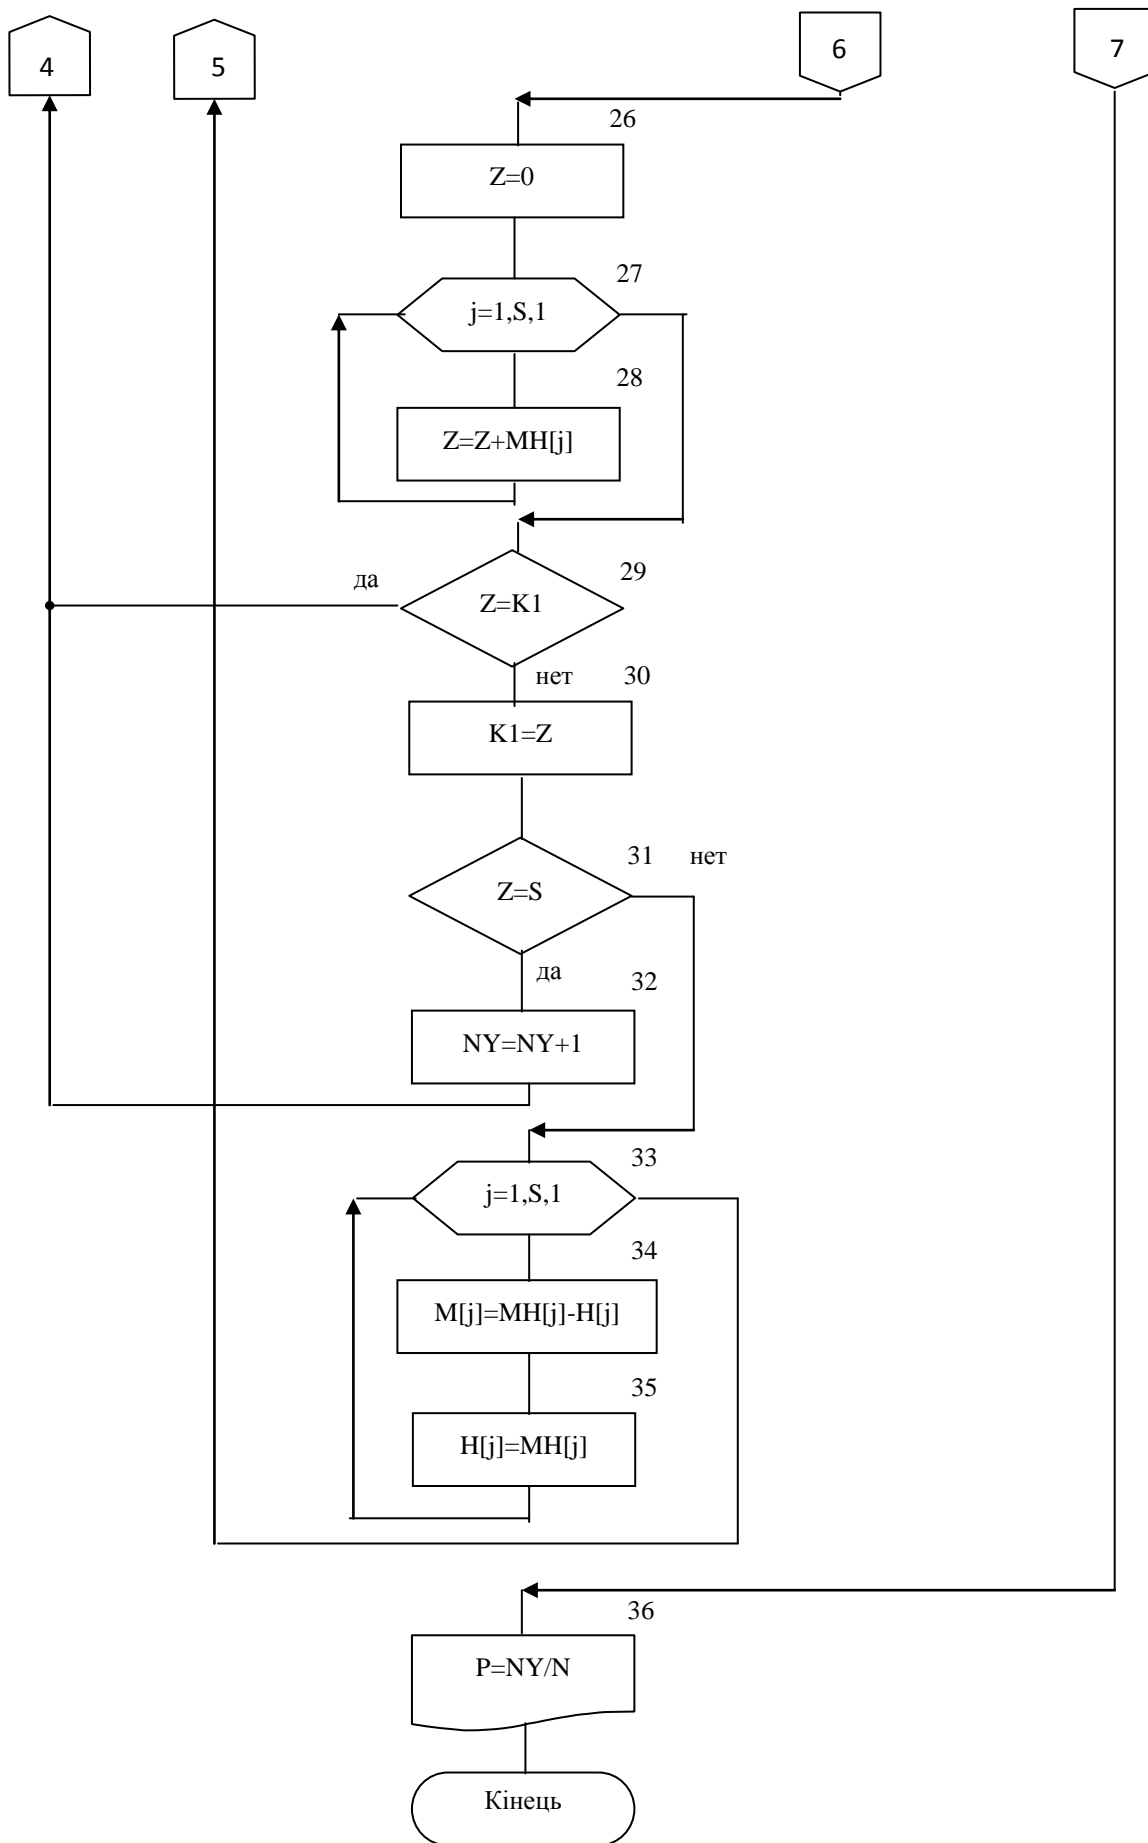 4
5
6
7
26
Z=0
27
j=1,S,1
28
Z=Z+MH[j]
да
29
Z=K1
нет
30
K1=Z
31
нет
Z=S
да
32
NY=NY+1
33
j=1,S,1
34
M[j]=MH[j]-H[j]
35
H[j]=MH[j]
36
P=NY/N
Кінець